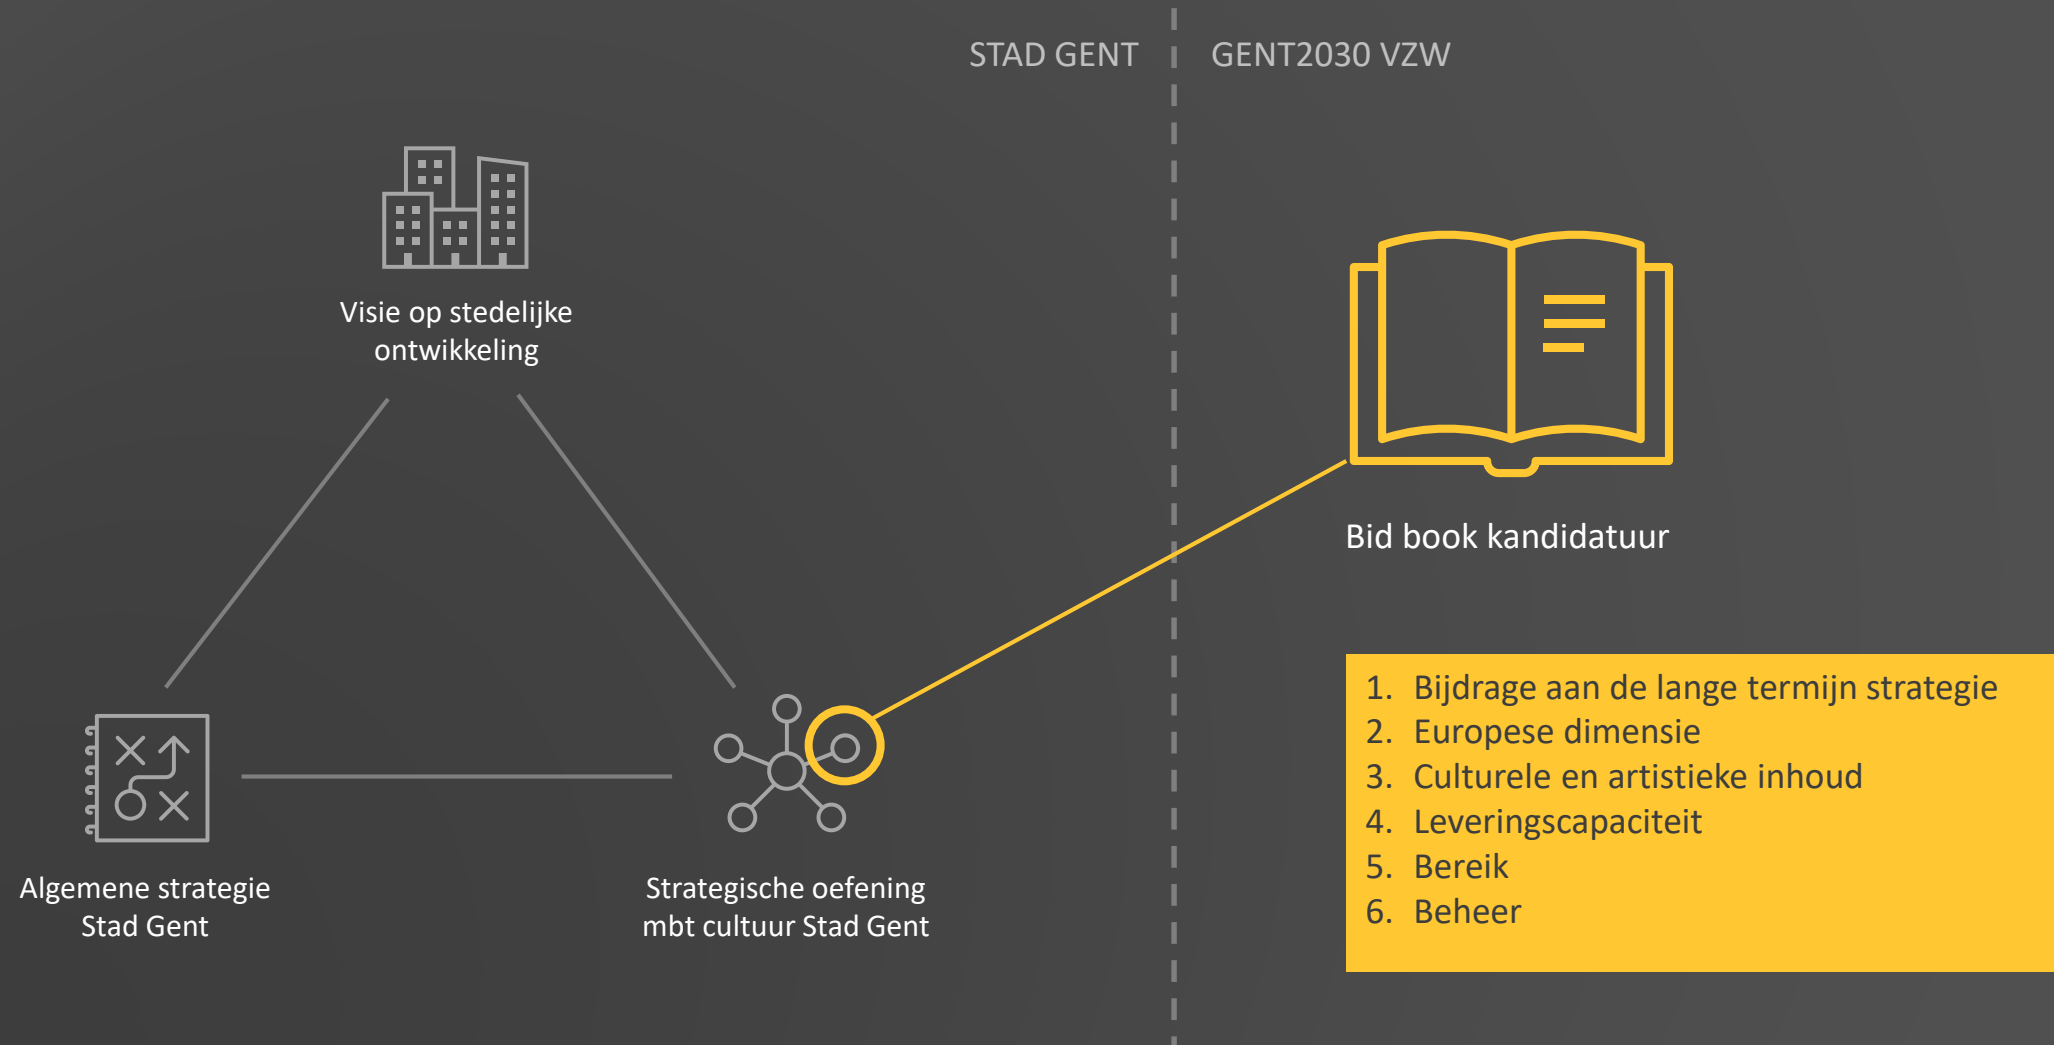 STAD GENT
GENT2030 VZW
Visie op stedelijke
ontwikkeling
Algemene strategie
Stad Gent
Strategische oefening
mbt cultuur Stad Gent
Bid book kandidatuur
1. Bijdrage aan de lange termijn strategie
2. Europese dimensie
3. Culturele en artistieke inhoud
4. Leveringscapaciteit
5. Bereik
6. Beheer